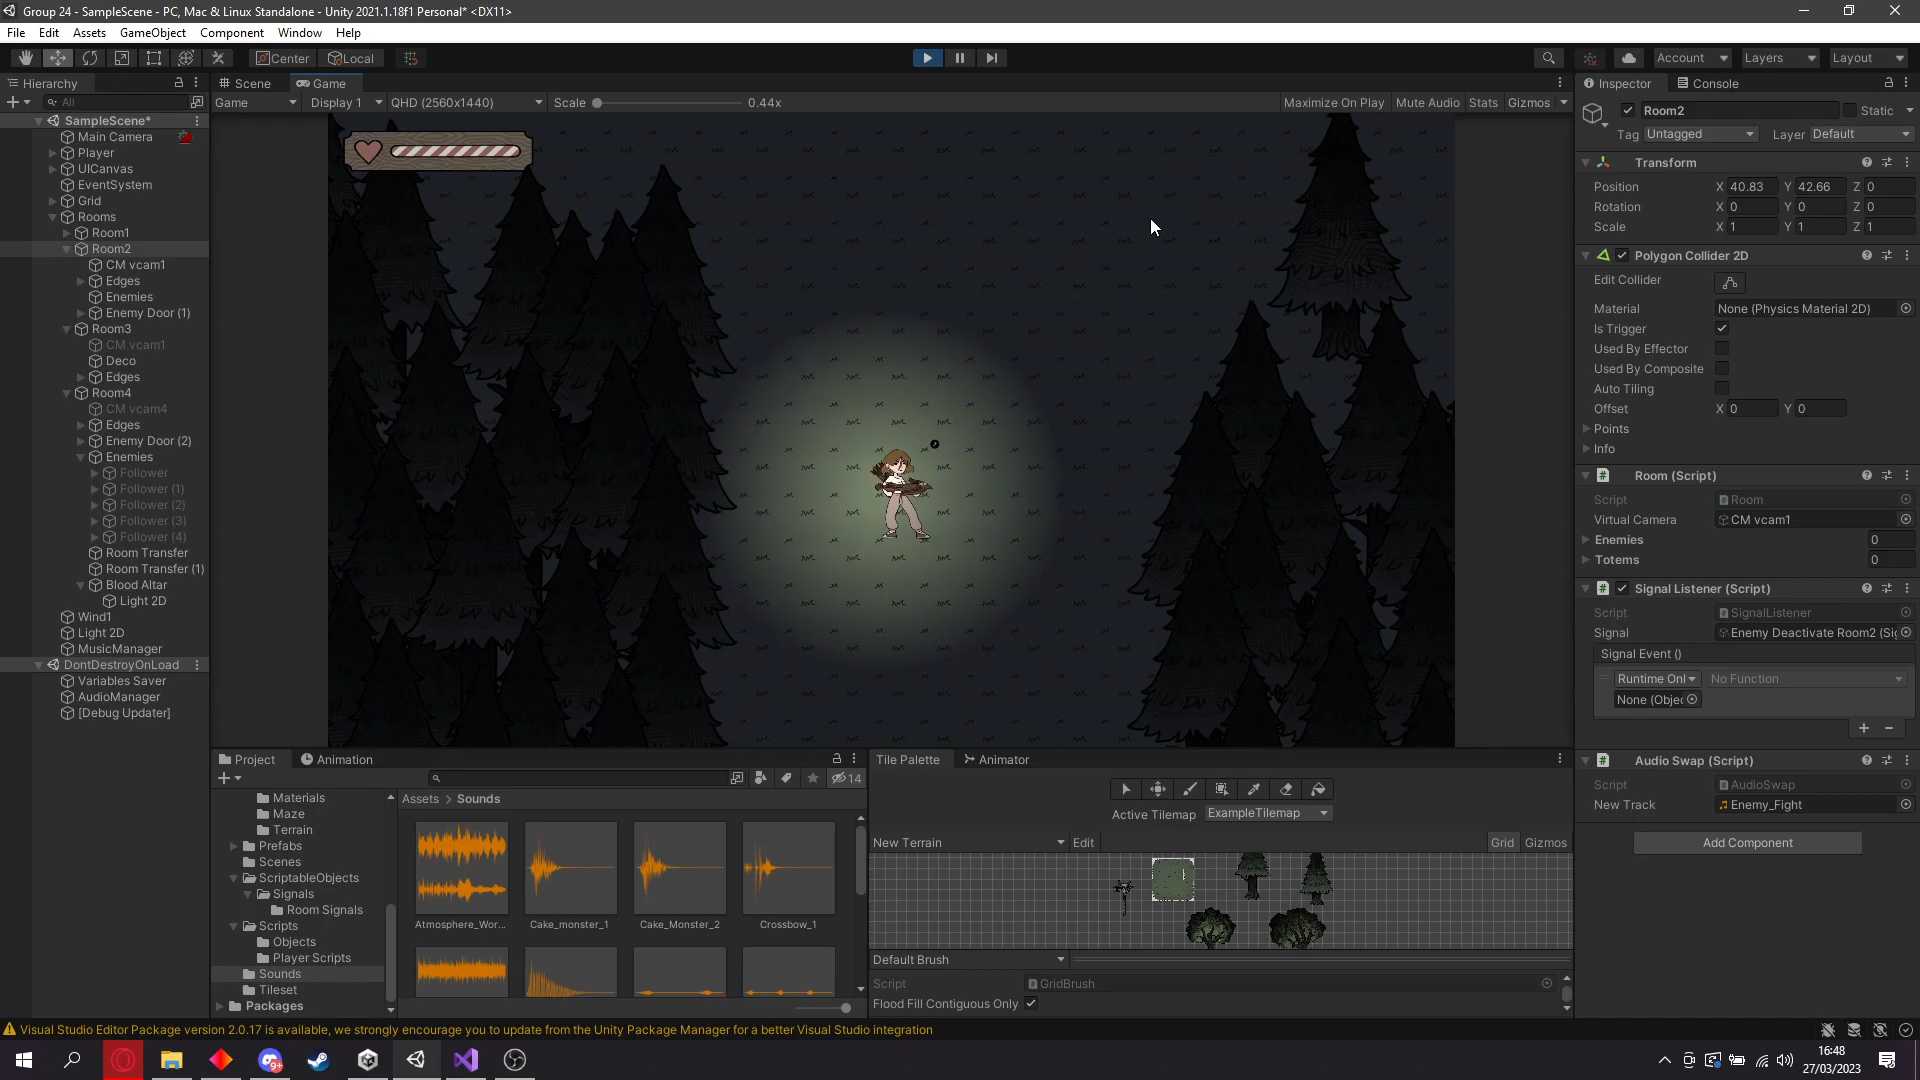 Group 24 - SampleScene - PC, Mac & Linux Standalone - Unity 2021.1.18f1 Personal* <DX11>
File Edit Assets GameObject Component Window Help
Center Local Account Layers Layout
Hierarchy
All
SampleScene*
Main Camera
Player
UICanvas
EventSystem
Grid
Rooms
Room1
Room2
CM vcam1
Edges
Enemies
Enemy Door (1)
Room3
CM vcam1
Deco
Edges
Room4
CM vcam4
Edges
Enemy Door (2)
Enemies
Follower
Follower (1)
Follower (2)
Follower (3)
Follower (4)
Room Transfer
Room Transfer (1)
Blood Altar
Light 2D
Wind1
Light 2D
MusicManager
DontDestroyOnLoad
Variables Saver
AudioManager
[Debug Updater]
Scene Game
Game Display 1 QHD (2560x1440) Scale 0.44x Maximize On Play Mute Audio Stats Gizmos
Project Animation
14
Materials
Maze
Terrain
Prefabs
Scenes
ScriptableObjects
Signals
Room Signals
Scripts
Objects
Player Scripts
Sounds
Tileset
Packages
Assets > Sounds
Atmosphere_Wor... Cake_monster_1 Cake_Monster_2 Crossbow_1
Tile Palette Animator
Active Tilemap ExampleTilemap
New Terrain Edit Grid Gizmos
Default Brush
Script GridBrush
Flood Fill Contiguous Only
Inspector Console
Room2 Static
Tag Untagged Layer Default
Transform
Position X 40.83 Y 42.66 Z 0
Rotation X 0 Y 0 Z 0
Scale X 1 Y 1 Z 1
Polygon Collider 2D
Edit Collider
Material None (Physics Material 2D)
Is Trigger
Used By Effector
Used By Composite
Auto Tiling
Offset X 0 Y 0
Points
Info
Room (Script)
Script Room
Virtual Camera CM vcam1
Enemies 0
Totems 0
Signal Listener (Script)
Script SignalListener
Signal Enemy Deactivate Room2 (Sig
Signal Event ()
Runtime Onl No Function
None (Objec
+ −
Audio Swap (Script)
Script AudioSwap
New Track Enemy_Fight
Add Component
Visual Studio Editor Package version 2.0.17 is available, we strongly encourage you to update from the Unity Package Manager for a better Visual Studio integration
9+
16:48
27/03/2023